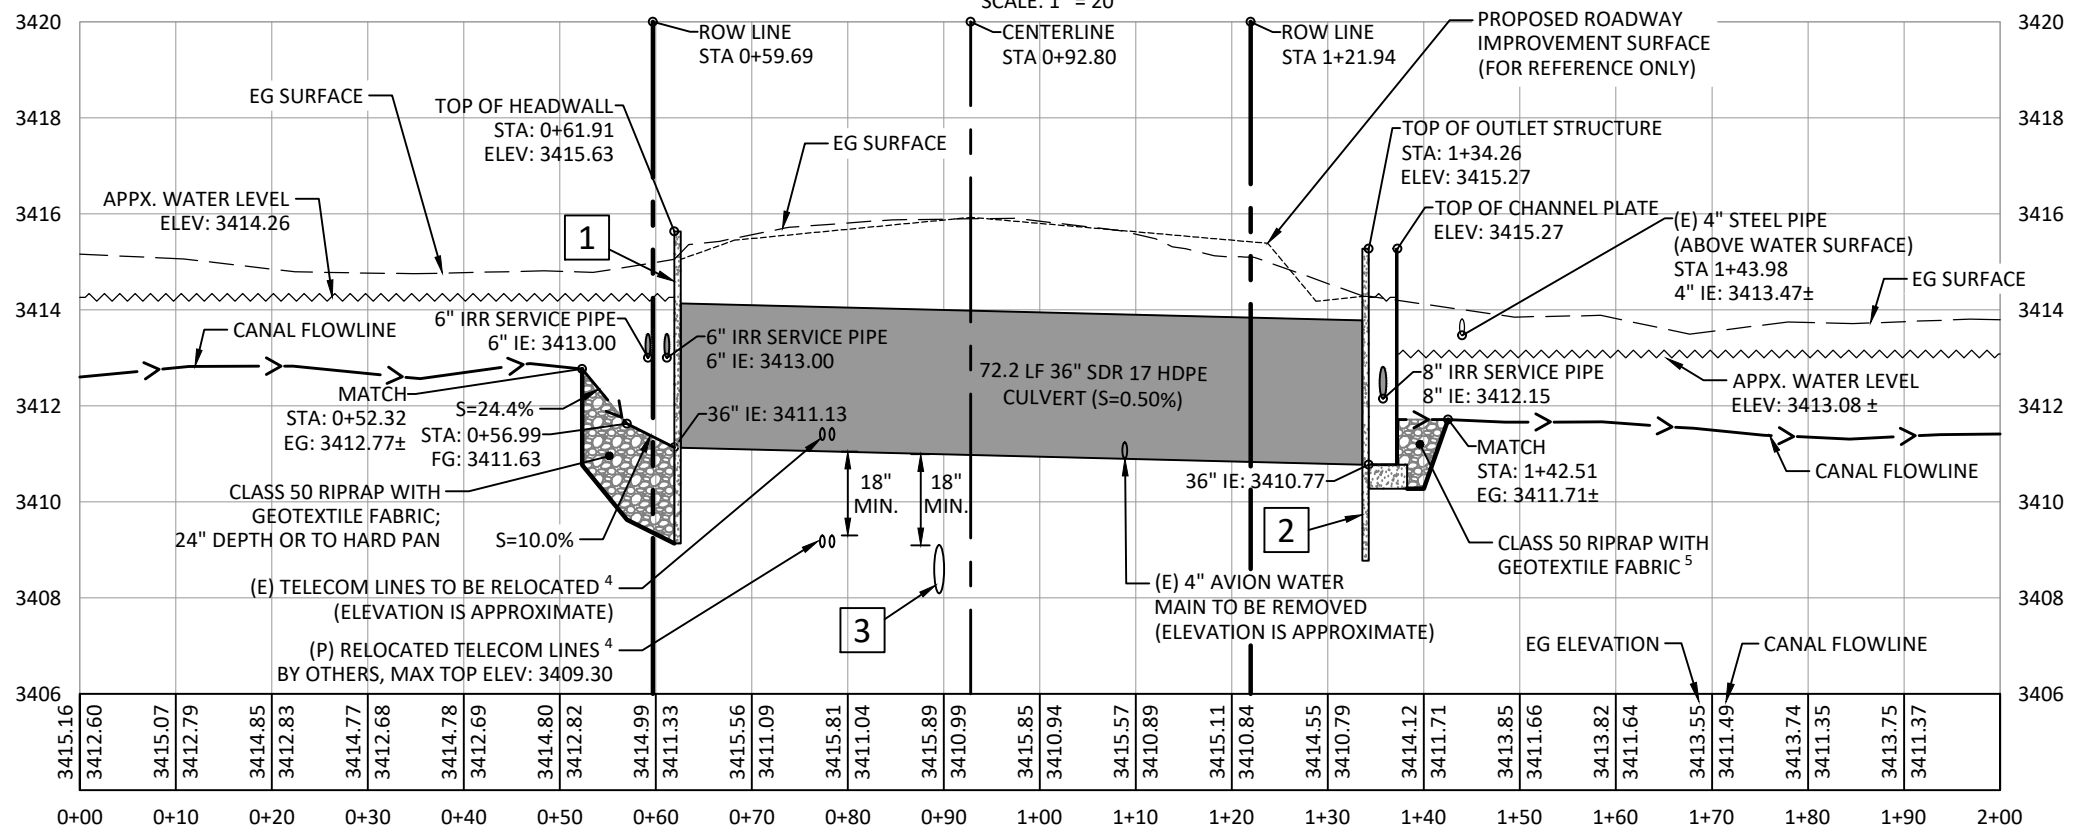 SCALE: 1" = 20'
3420
3418
3416
3414
3412
3410
3408
3406
3420
3418
3416
3414
3412
3410
3408
3406
ROW LINE
STA 0+59.69
CENTERLINE
STA 0+92.80
ROW LINE
STA 1+21.94
PROPOSED ROADWAY
IMPROVEMENT SURFACE
(FOR REFERENCE ONLY)
EG SURFACE
TOP OF HEADWALL
STA: 0+61.91
ELEV: 3415.63
EG SURFACE
TOP OF OUTLET STRUCTURE
STA: 1+34.26
ELEV: 3415.27
APPX. WATER LEVEL
ELEV: 3414.26
1
TOP OF CHANNEL PLATE
ELEV: 3415.27
(E) 4" STEEL PIPE
(ABOVE WATER SURFACE)
STA 1+43.98
4" IE: 3413.47±
EG SURFACE
CANAL FLOWLINE
6" IRR SERVICE PIPE
6" IE: 3413.00
6" IRR SERVICE PIPE
6" IE: 3413.00
72.2 LF 36" SDR 17 HDPE
CULVERT (S=0.50%)
8" IRR SERVICE PIPE
8" IE: 3412.15
APPX. WATER LEVEL
ELEV: 3413.08 ±
MATCH
STA: 0+52.32
EG: 3412.77±
S=24.4%
STA: 0+56.99
FG: 3411.63
36" IE: 3411.13
MATCH
STA: 1+42.51
EG: 3411.71±
CANAL FLOWLINE
36" IE: 3410.77
CLASS 50 RIPRAP WITH
GEOTEXTILE FABRIC;
24" DEPTH OR TO HARD PAN
S=10.0%
18"
MIN.
18"
MIN.
2
CLASS 50 RIPRAP WITH
GEOTEXTILE FABRIC 5
(E) TELECOM LINES TO BE RELOCATED 4
(ELEVATION IS APPROXIMATE)
3
(E) 4" AVION WATER
MAIN TO BE REMOVED
(ELEVATION IS APPROXIMATE)
(P) RELOCATED TELECOM LINES 4
BY OTHERS, MAX TOP ELEV: 3409.30
EG ELEVATION
CANAL FLOWLINE
3415.16
3412.60
3415.07
3412.79
3414.85
3412.83
3414.77
3412.68
3414.78
3412.69
3414.80
3412.82
3414.99
3411.33
3415.56
3411.09
3415.81
3411.04
3415.89
3410.99
3415.85
3410.94
3415.57
3410.89
3415.11
3410.84
3414.55
3410.79
3414.12
3411.71
3413.85
3411.66
3413.82
3411.64
3413.55
3411.49
3413.74
3411.35
3413.75
3411.37
0+00
0+10
0+20
0+30
0+40
0+50
0+60
0+70
0+80
0+90
1+00
1+10
1+20
1+30
1+40
1+50
1+60
1+70
1+80
1+90
2+00